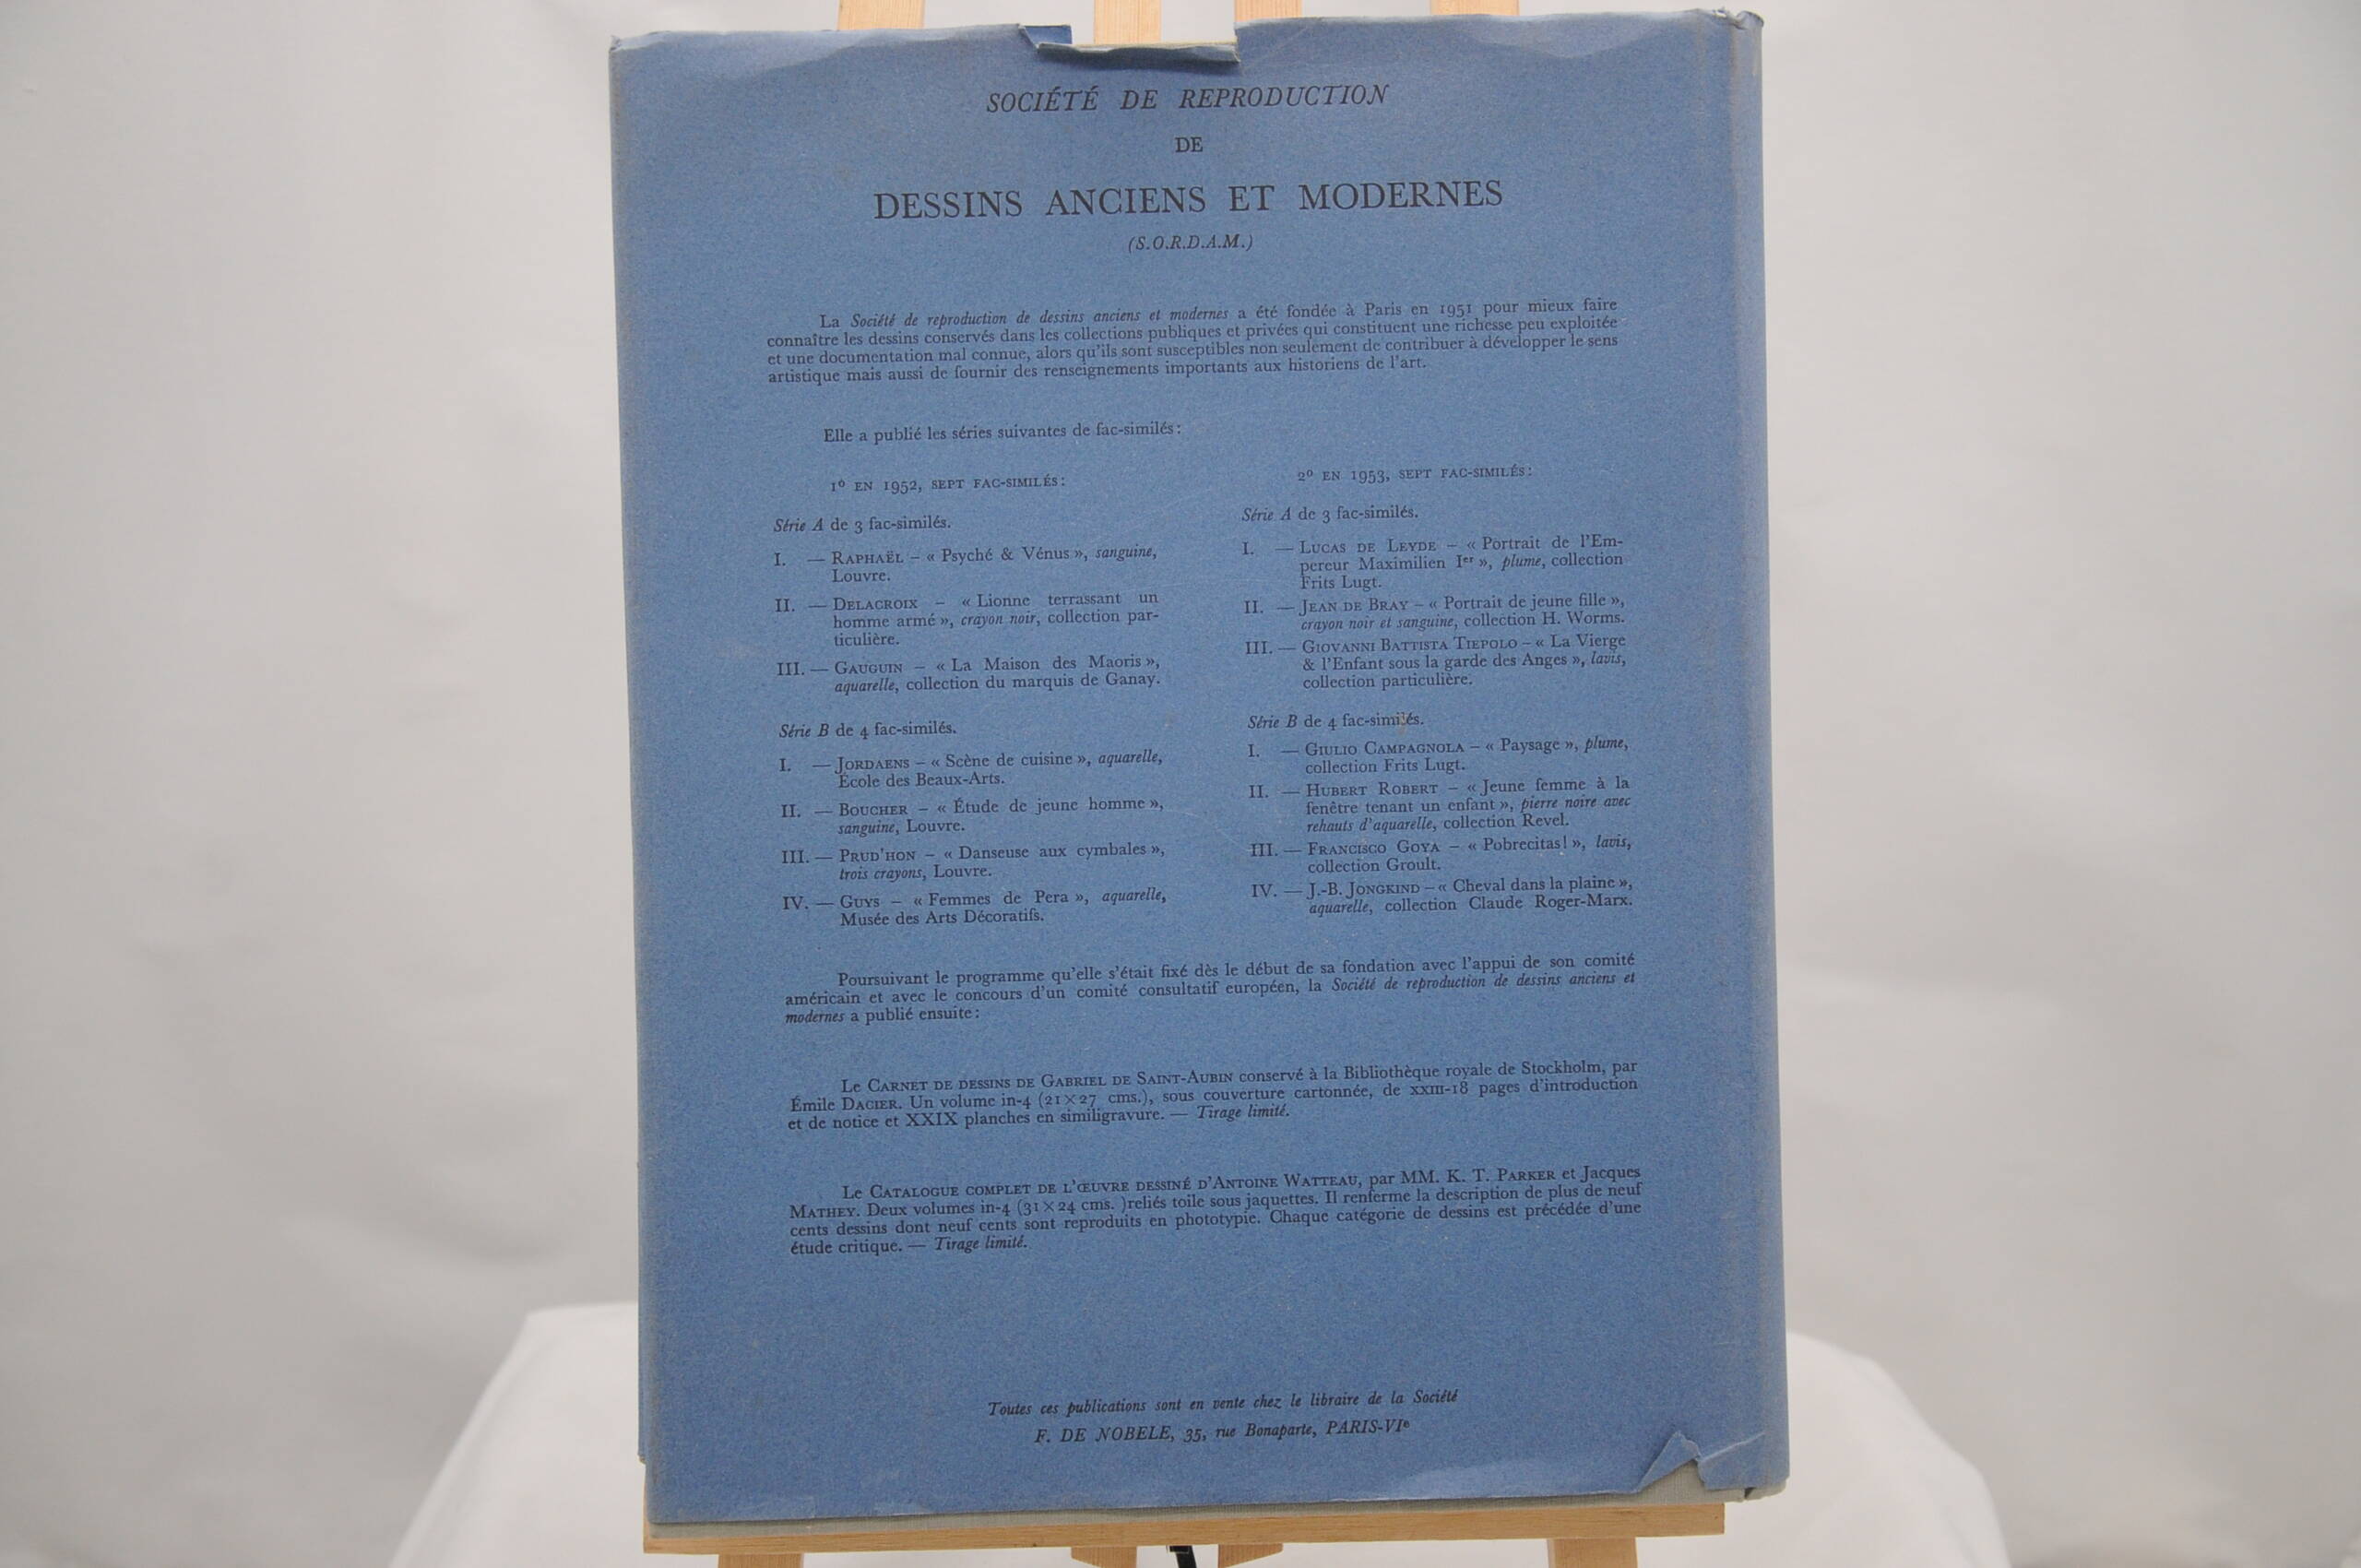 SOCIÉTÉ DE REPRODUCTION
DE
DESSINS ANCIENS ET MODERNES
(S.O.R.D.A.M.)
La Société de reproduction de dessins anciens et modernes a été fondée à Paris en 1951 pour mieux faire
connaître les dessins conservés dans les collections publiques et privées qui constituent une richesse peu exploitée
et une documentation mal connue, alors qu'ils sont susceptibles non seulement de contribuer à développer le sens
artistique mais aussi de fournir des renseignements importants aux historiens de l'art.
Elle a publié les séries suivantes de fac-similés :
1º EN 1952, SEPT FAC-SIMILÉS :
Série A de 3 fac-similés.
I. — RAPHAËL – « Psyché & Vénus », sanguine,
Louvre.
II. — DELACROIX – « Lionne terrassant un
homme armé », crayon noir, collection par-
ticulière.
III. — GAUGUIN – « La Maison des Maoris »,
aquarelle, collection du marquis de Ganay.
Série B de 4 fac-similés.
I. — JORDAENS – « Scène de cuisine », aquarelle,
École des Beaux-Arts.
II. — BOUCHER – « Étude de jeune homme »,
sanguine, Louvre.
III. — PRUD'HON – « Danseuse aux cymbales »,
trois crayons, Louvre.
IV. — GUYS – « Femmes de Pera », aquarelle,
Musée des Arts Décoratifs.
2º EN 1953, SEPT FAC-SIMILÉS :
Série A de 3 fac-similés.
I. — LUCAS DE LEYDE – « Portrait de l'Em-
pereur Maximilien Ier », plume, collection
Frits Lugt.
II. — JEAN DE BRAY – « Portrait de jeune fille »,
crayon noir et sanguine, collection H. Worms.
III. — GIOVANNI BATTISTA TIEPOLO – « La Vierge
& l'Enfant sous la garde des Anges », lavis,
collection particulière.
Série B de 4 fac-similés.
I. — GIULIO CAMPAGNOLA – « Paysage », plume,
collection Frits Lugt.
II. — HUBERT ROBERT – « Jeune femme à la
fenêtre tenant un enfant », pierre noire avec
rehauts d'aquarelle, collection Revel.
III. — FRANCISCO GOYA – « Pobrecitas! », lavis,
collection Groult.
IV. — J.-B. JONGKIND – « Cheval dans la plaine »,
aquarelle, collection Claude Roger-Marx.
Poursuivant le programme qu'elle s'était fixé dès le début de sa fondation avec l'appui de son comité
américain et avec le concours d'un comité consultatif européen, la Société de reproduction de dessins anciens et
modernes a publié ensuite :
Le CARNET DE DESSINS DE GABRIEL DE SAINT-AUBIN conservé à la Bibliothèque royale de Stockholm, par
Émile DACIER. Un volume in-4 (21 × 27 cms.), sous couverture cartonnée, de XXIII-18 pages d'introduction
et de notice et XXIX planches en similigravure. — Tirage limité.
Le CATALOGUE COMPLET DE L'ŒUVRE DESSINÉ D'ANTOINE WATTEAU, par MM. K. T. PARKER et Jacques
MATHEY. Deux volumes in-4 (31 × 24 cms. )reliés toile sous jaquettes. Il renferme la description de plus de neuf
cents dessins dont neuf cents sont reproduits en phototypie. Chaque catégorie de dessins est précédée d'une
étude critique. — Tirage limité.
Toutes ces publications sont en vente chez le libraire de la Société
F. DE NOBELE, 35, rue Bonaparte, PARIS-VIe